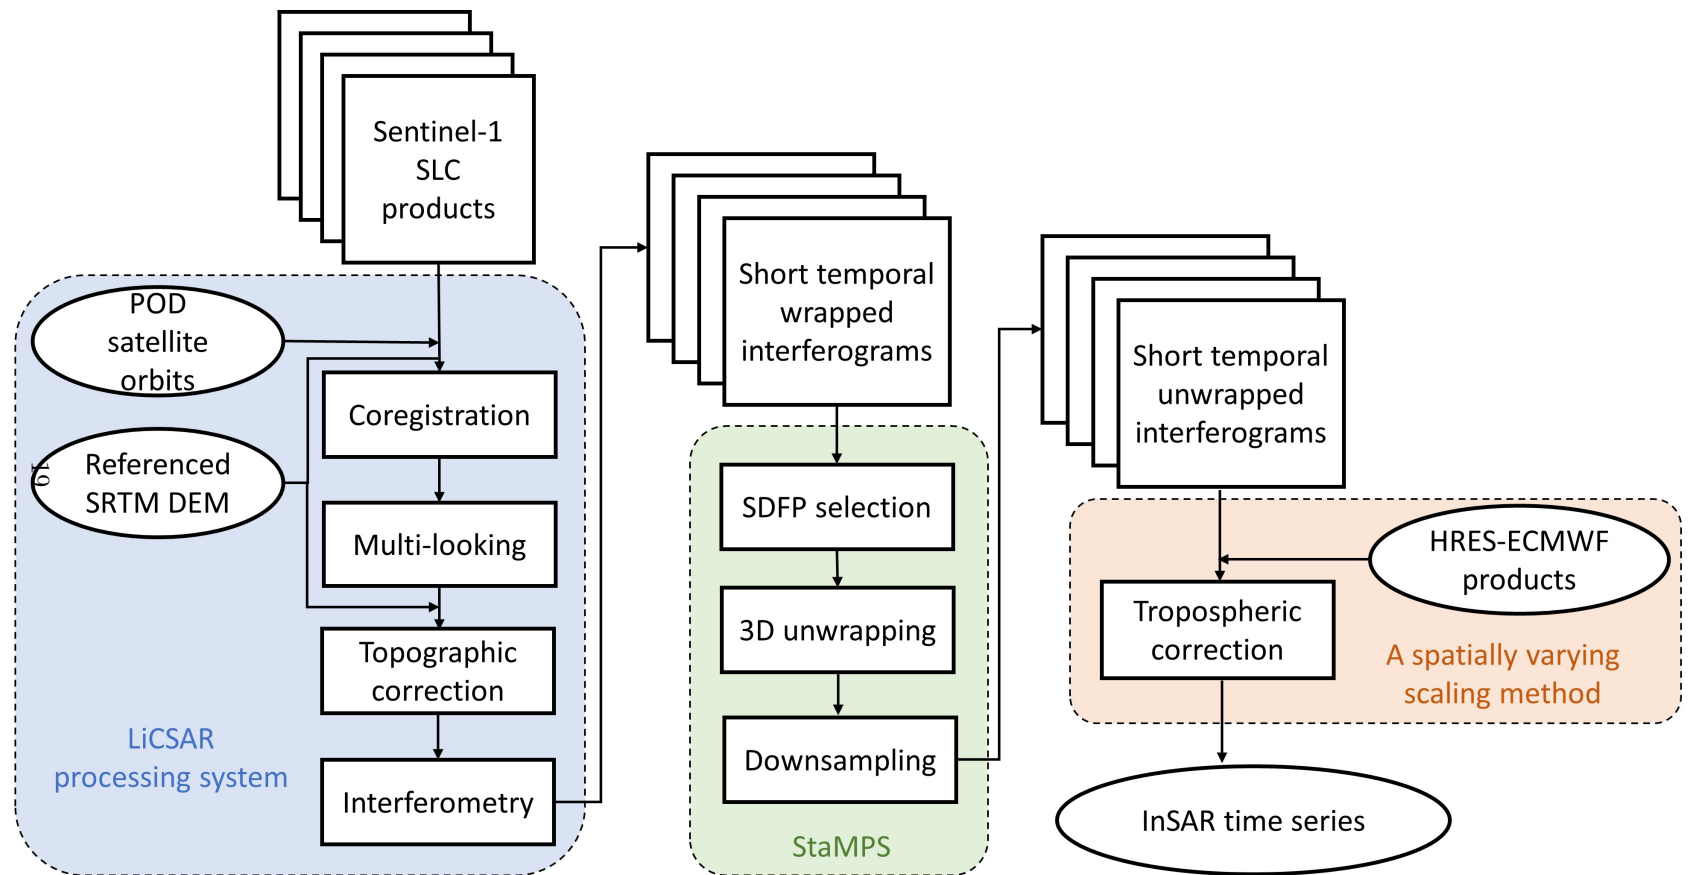 Sentinel-1
SLC
products
POD
satellite
orbits
Referenced
SRTM DEM
19
Coregistration
Multi-looking
Topographic
correction
Interferometry
LiCSAR
processing system
Short temporal
wrapped
interferograms
SDFP selection
3D unwrapping
Downsampling
StaMPS
Short temporal
unwrapped
interferograms
HRES-ECMWF
products
Tropospheric
correction
A spatially varying
scaling method
InSAR time series